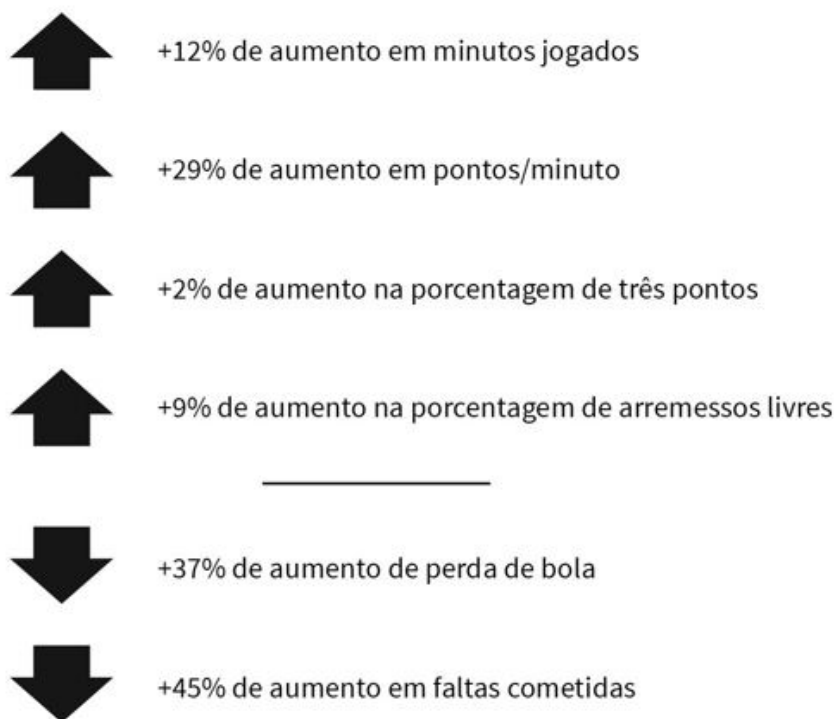 +12% de aumento em minutos jogados
+29% de aumento em pontos/minuto
+2% de aumento na porcentagem de três pontos
+9% de aumento na porcentagem de arremessos livres
+37% de aumento de perda de bola
+45% de aumento em faltas cometidas